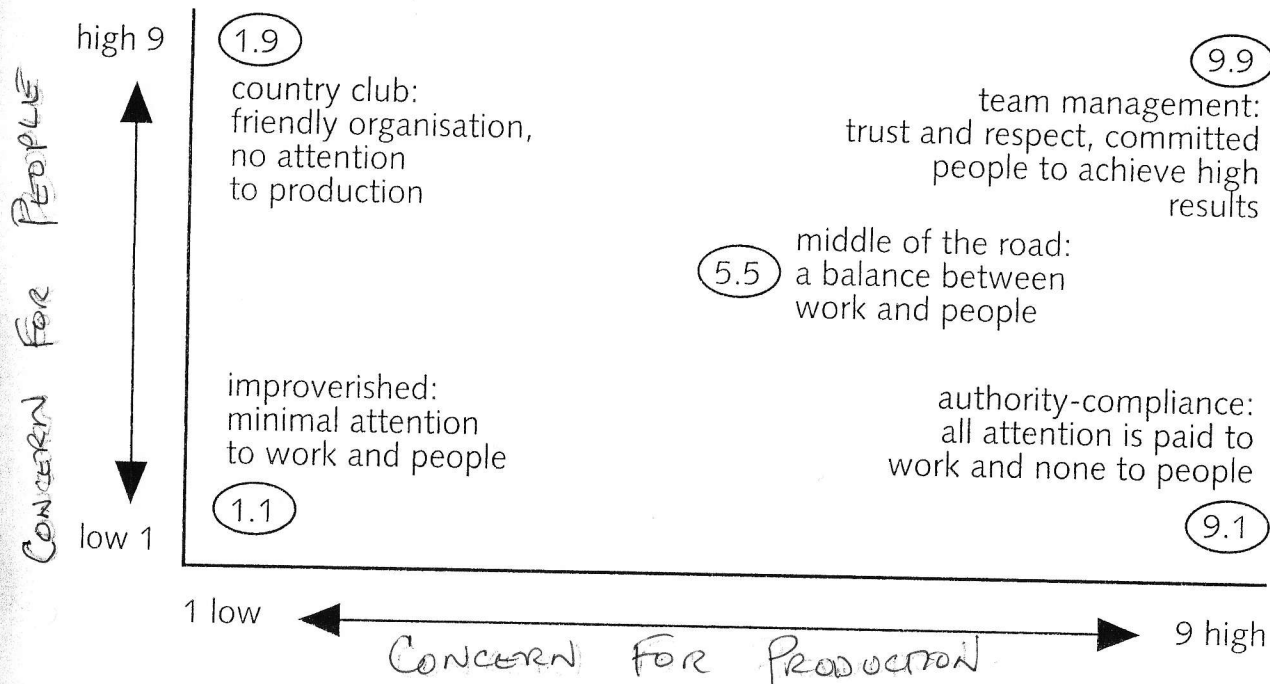 high 9
1.9
country club:
friendly organisation,
no attention
to production
9.9
team management:
trust and respect, committed
people to achieve high
results
5.5
middle of the road:
a balance between
work and people
improverished:
minimal attention
to work and people
1.1
authority-compliance:
all attention is paid to
work and none to people
9.1
low 1
CONCERN FOR PEOPLE
1 low
9 high
CONCERN FOR PRODUCTION